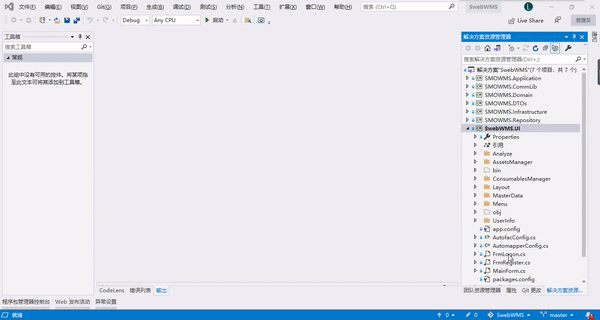 文件(F) 编辑(E) 视图(V) Git(G) 项目(P) 生成(B) 调试(D) 测试(S) 分析(N) 工具(T) 扩展(X) 窗口(W) 帮助(H) 搜索(Ctrl+Q) SwebWMS L
Debug Any CPU 启动 Live Share 管理员
工具箱
搜索工具箱
常规
此组中没有可用的控件。将某项拖至此文本可将其添加到工具箱。
解决方案资源管理器
搜索解决方案资源管理器(Ctrl+;)
解决方案"SwebWMS"(7 个项目，共 7 个)
SMOWMS.Application
SMOWMS.CommLib
SMOWMS.Domain
SMOWMS.DTOs
SMOWMS.Infrastructure
SMOWMS.Repository
SwebWMS.UI
Properties
引用
Analyze
AssetsManager
bin
ConsumablesManager
Layout
MasterData
Menu
obj
UserInfo
app.config
AutofacConfig.cs
AutomapperConfig.cs
FrmLogon.cs
FrmRegister.cs
MainForm.cs
packages.config
CodeLens 错误列表 输出
团队资源管理器 属性 Git 更改 解决方案资源...
程序包管理器控制台 Web 发布活动 异常设置
就绪 0 0 SwebWMS master